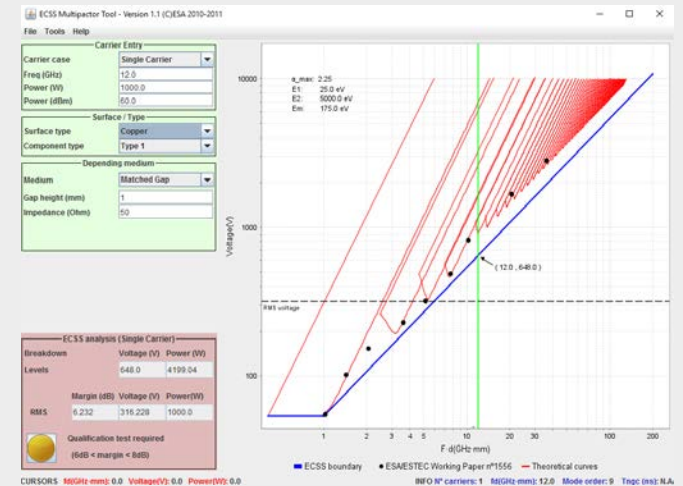 ECSS Multipactor Tool - Version 1.1 (C)ESA 2010-2011
File Tools Help
Carrier Entry
Carrier case Single Carrier
Freq (GHz) 12.0
Power (W) 1000.0
Power (dBm) 60.0
Surface / Type
Surface type Copper
Component type Type 1
Depending medium
Medium Matched Gap
Gap height (mm) 1
Impedance (Ohm) 50
ECSS analysis (Single Carrier)
Breakdown Voltage (V) Power (W)
Levels 648.0 4199.04
Margin (dB) Voltage (V) Power(W)
RMS 6.232 316.228 1000.0
Qualification test required
(6dB < margin < 8dB)
α_max: 2.25
E1: 25.0 eV
E2: 5000.0 eV
Em: 175.0 eV
10000
1000
100
Voltage(V)
( 12.0 , 648.0 )
RMS voltage
1 2 3 4 5 10 20 30 100 200
F·d(GHz·mm)
ECSS boundary ESA/ESTEC Working Paper nº1556 Theoretical curves
CURSORS fd(GHz·mm): 0.0 Voltage(V): 0.0 Power(W): 0.0
INFO Nº carriers: 1 fd(GHz·mm): 12.0 Mode order: 9 Tngc (ns): N.A.